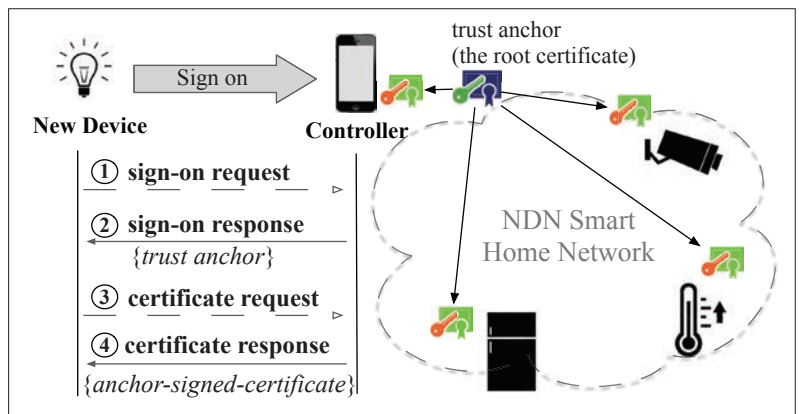 trust anchor
(the root certificate)
Sign on
New Device
Controller
① sign-on request
② sign-on response
{trust anchor}
③ certificate request
④ certificate response
{anchor-signed-certificate}
NDN Smart
Home Network